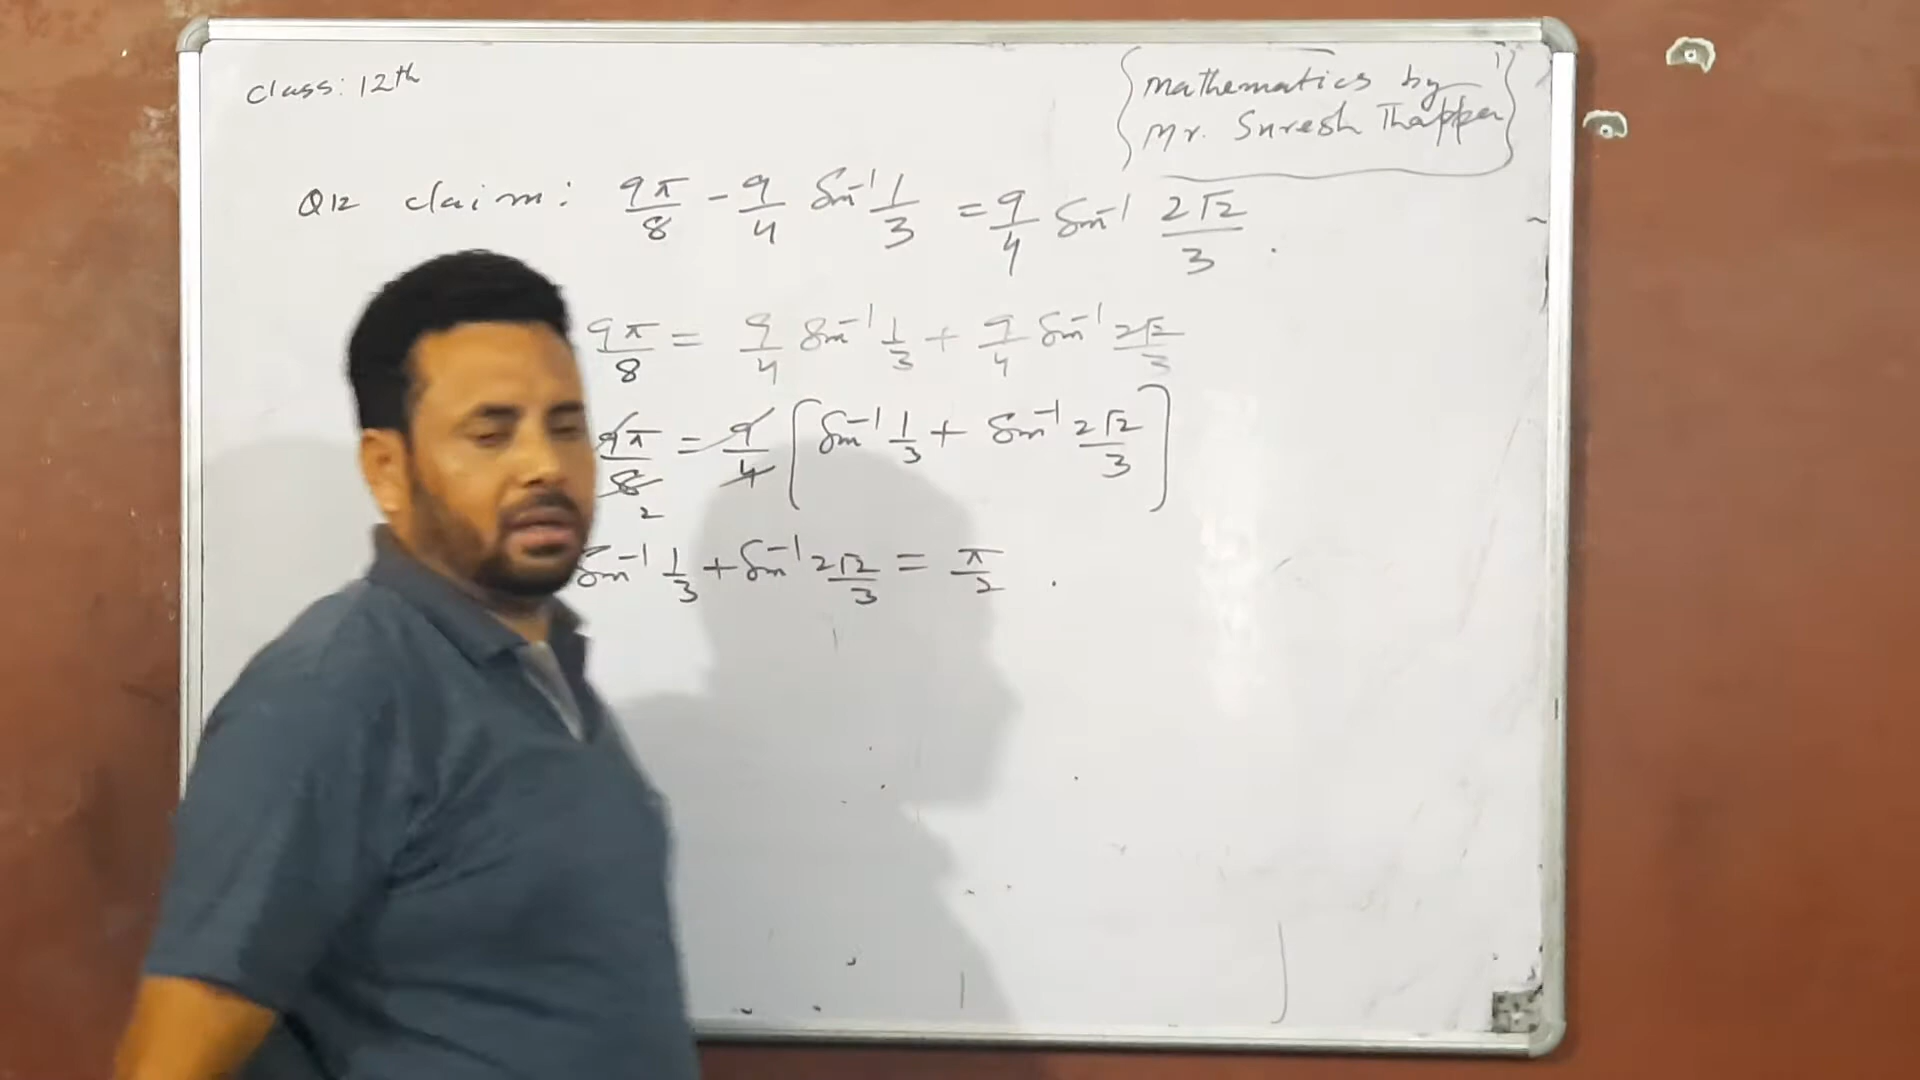 Class: 12th
Mathematics by
Mr. Suresh Thapper
Q12 claim: 9π/8 - 9/4 Sin⁻¹ 1/3 = 9/4 Sin⁻¹ 2√2/3 .
9π/8 = 9/4 Sin⁻¹ 1/3 + 9/4 Sin⁻¹ 2√2/3
9π/8 = 9/4 [Sin⁻¹ 1/3 + Sin⁻¹ 2√2/3]
2
Sin⁻¹ 1/3 + Sin⁻¹ 2√2/3 = π/2 .